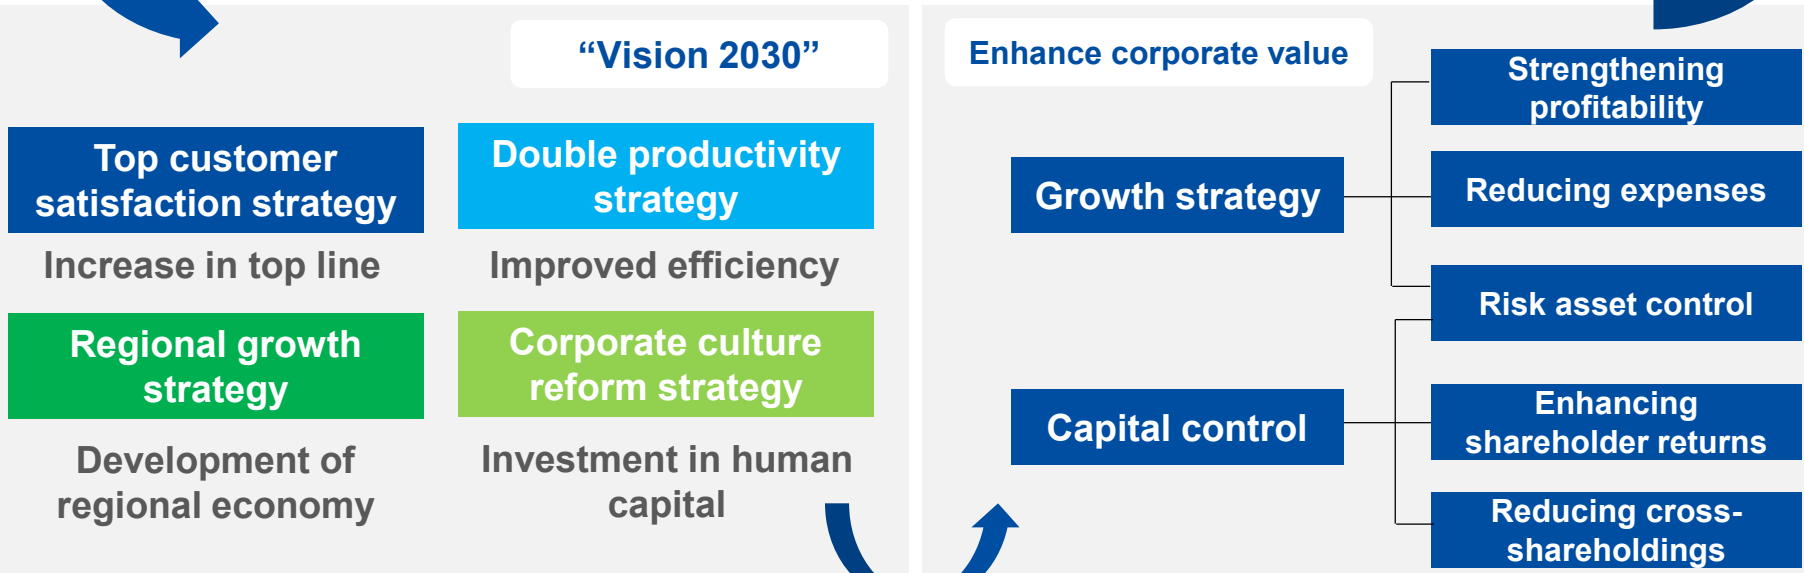 “Vision 2030”
Top customer
satisfaction strategy
Increase in top line
Double productivity
strategy
Improved efficiency
Regional growth
strategy
Development of
regional economy
Corporate culture
reform strategy
Investment in human
capital
Enhance corporate value
Growth strategy
Strengthening
profitability
Reducing expenses
Risk asset control
Capital control
Enhancing
shareholder returns
Reducing cross-
shareholdings